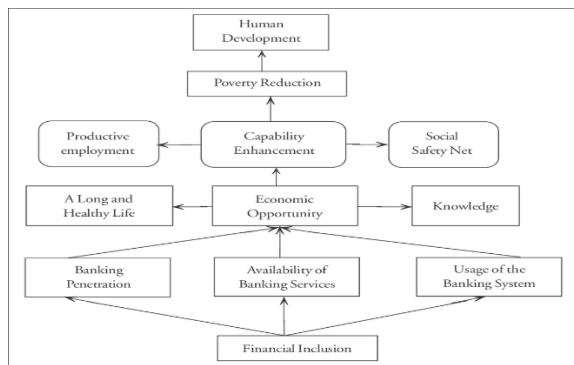 Human
Development
Poverty Reduction
Productive
employment
Capability
Enhancement
Social
Safety Net
A Long and
Healthy Life
Economic
Opportunity
Knowledge
Banking
Penetration
Availability of
Banking Services
Usage of the
Banking System
Financial Inclusion